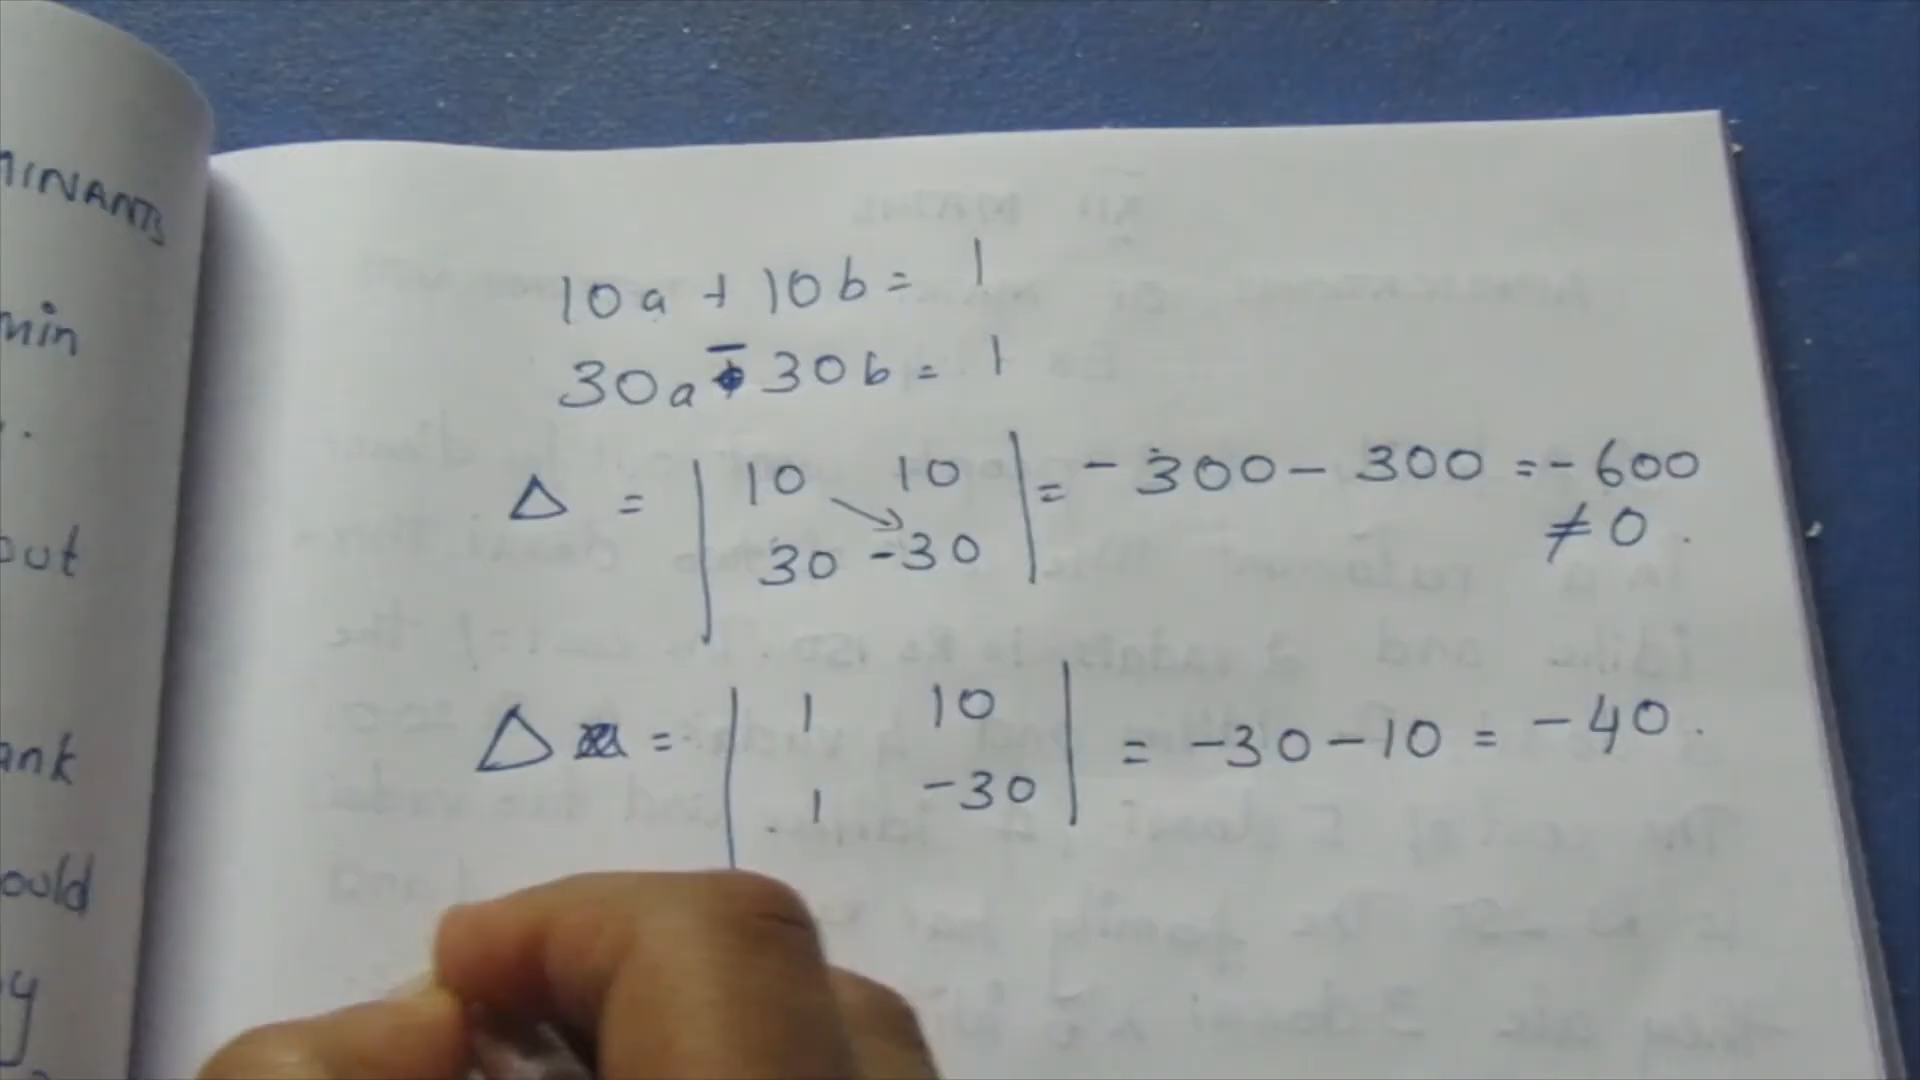 MINANTS
min
out
ank
ould
y
10a + 10b = 1
30a - 30b = 1
Δ = | 10 10 | = -300 - 300 = -600
30 -30
≠ 0.
Δa = | 1 10 | = -30 - 10 = -40.
1 -30